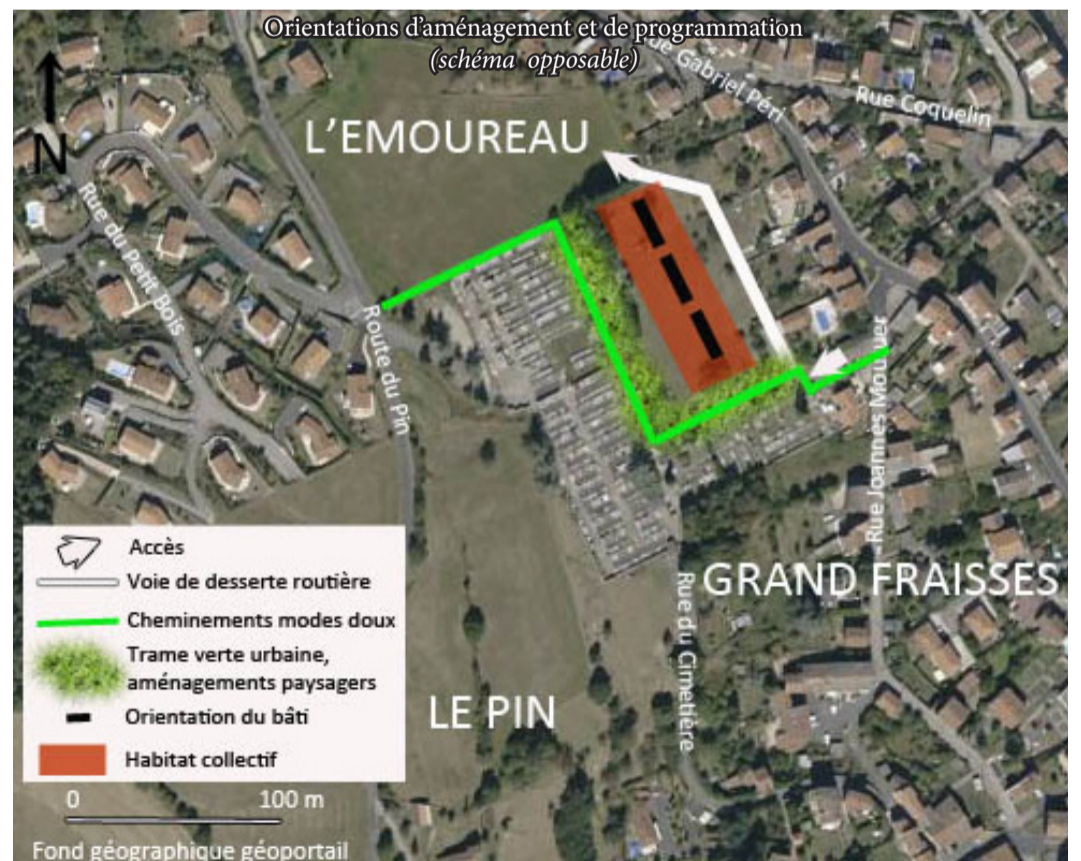 Orientations d'aménagement et de programmation
(schéma opposable)
Rue Gabriel Péri
Rue Coquelin
L'EMOUREAU
N
Rue du Petit Bois
Route du Pin
Rue Joannes Mourier
GRAND FRAISSES
Rue du Cimetière
LE PIN
Accès
Voie de desserte routière
Cheminements modes doux
Trame verte urbaine,
aménagements paysagers
Orientation du bâti
Habitat collectif
0 100 m
Fond géographique géoportail